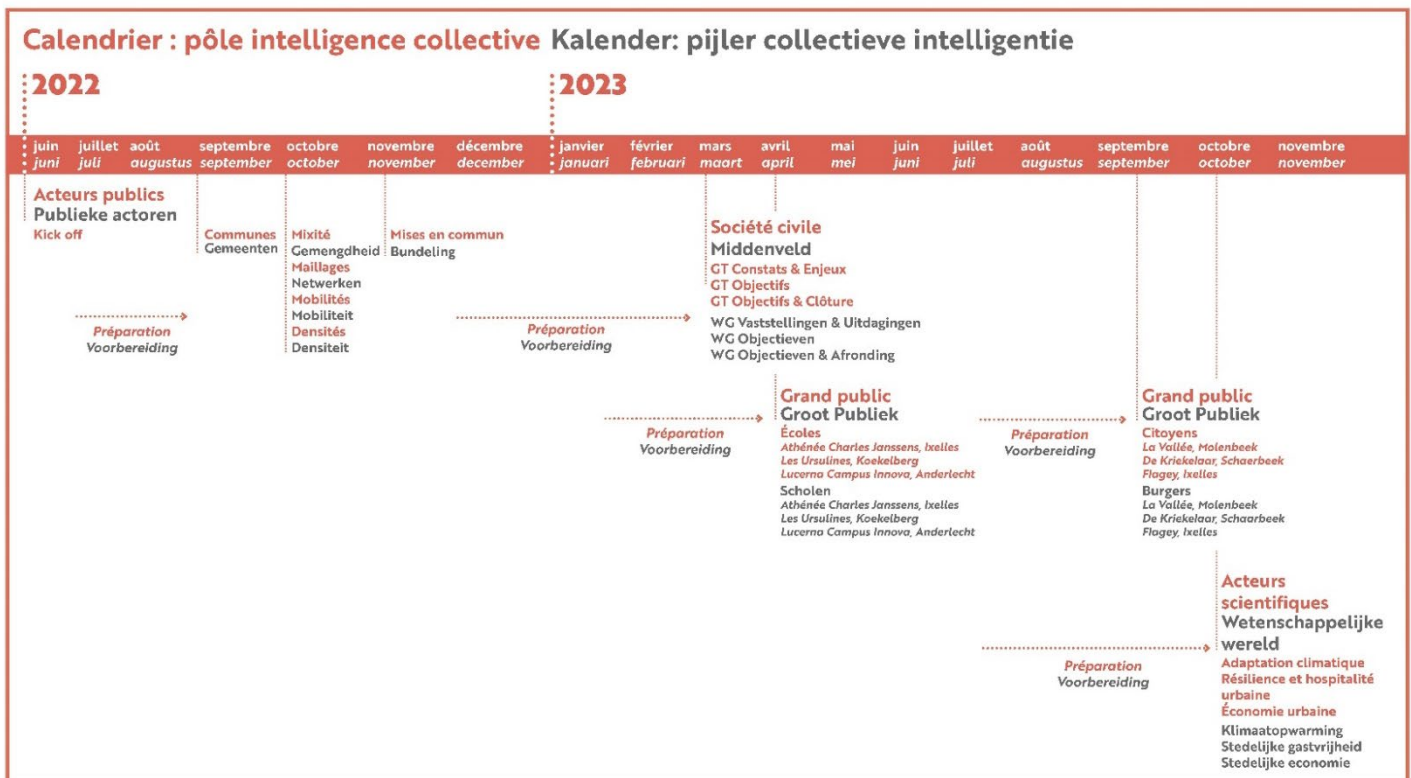 Calendrier : pôle intelligence collective Kalender: pijler collectieve intelligentie
2022
2023
juin juillet août septembre octobre novembre décembre janvier février mars avril mai juin juillet août septembre octobre novembre
juni juli augustus september october november december januari februari maart april mei juni juli augustus september october november
Acteurs publics
Publieke actoren
Kick off
Communes
Gemeenten
Mixité
Gemengdheid
Maillages
Netwerken
Mobilités
Mobiliteit
Densités
Densiteit
Mises en commun
Bundeling
Préparation
Voorbereiding
Préparation
Voorbereiding
Société civile
Middenveld
GT Constats & Enjeux
GT Objectifs
GT Objectifs & Clôture
WG Vaststellingen & Uitdagingen
WG Objectieven
WG Objectieven & Afronding
Préparation
Voorbereiding
Grand public
Groot Publiek
Écoles
Athénée Charles Janssens, Ixelles
Les Ursulines, Koekelberg
Lucerna Campus Innova, Anderlecht
Scholen
Athénée Charles Janssens, Ixelles
Les Ursulines, Koekelberg
Lucerna Campus Innova, Anderlecht
Préparation
Voorbereiding
Grand public
Groot Publiek
Citoyens
La Vallée, Molenbeek
De Kriekelaar, Schaerbeek
Flagey, Ixelles
Burgers
La Vallée, Molenbeek
De Kriekelaar, Schaarbeek
Flagey, Ixelles
Préparation
Voorbereiding
Acteurs
scientifiques
Wetenschappelijke
wereld
Adaptation climatique
Résilience et hospitalité
urbaine
Économie urbaine
Klimaatopwarming
Stedelijke gastvrijheid
Stedelijke economie